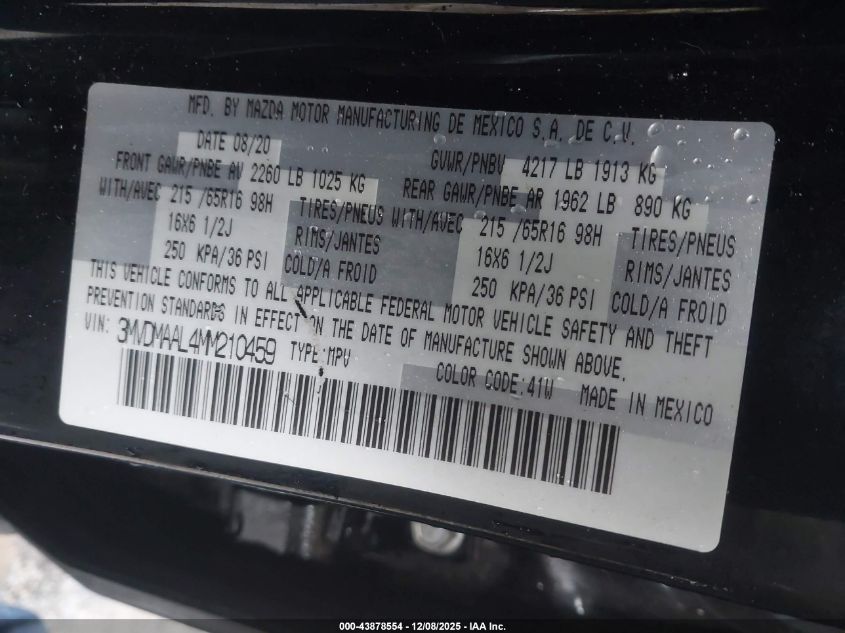 MFD. BY MAZDA MOTOR MANUFACTURING DE MEXICO S.A. DE C.V.
DATE 08/20 GVWR/PNBV 4217 LB 1913 KG
FRONT GAWR/PNBE AV 2260 LB 1025 KG REAR GAWR/PNBE AR 1962 LB 890 KG
WITH/AVEC 215 /65R16 98H TIRES/PNEUS WITH/AVEC 215 /65R16 98H TIRES/PNEUS
16X6 1/2J RIMS/JANTES 16X6 1/2J RIMS/JANTES
250 KPA/36 PSI COLD/A FROID 250 KPA/36 PSI COLD/A FROID
THIS VEHICLE CONFORMS TO ALL APPLICABLE FEDERAL MOTOR VEHICLE SAFETY AND THEFT
PREVENTION STANDARDS IN EFFECT ON THE DATE OF MANUFACTURE SHOWN ABOVE.
VIN: 3MVDMAAL4MM210459 TYPE:MPV
COLOR CODE:41W MADE IN MEXICO
000-43878554 - 12/08/2025 - IAA Inc.